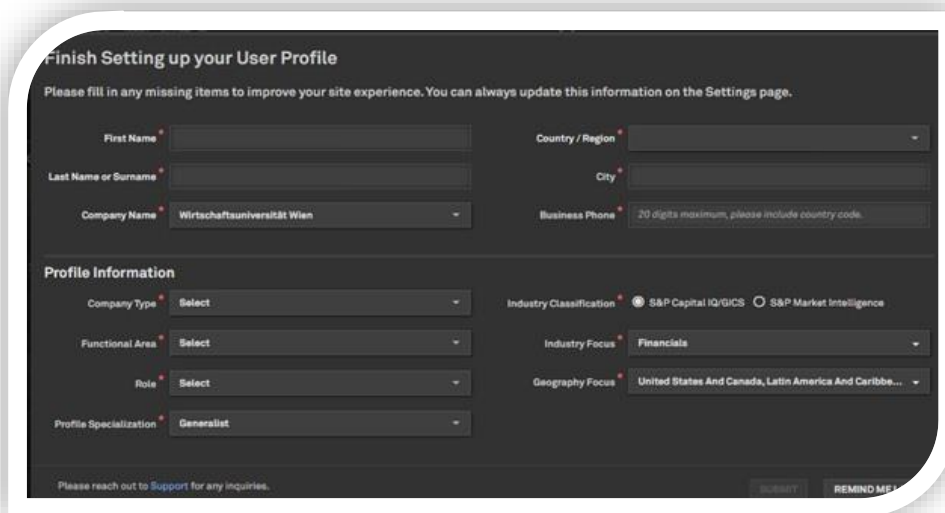 Finish Setting up your User Profile
Please fill in any missing items to improve your site experience. You can always update this information on the Settings page.
First Name *
Country / Region *
Last Name or Surname *
City *
Company Name * Wirtschaftsuniversität Wien
Business Phone * 20 digits maximum, please include country code.
Profile Information
Company Type * Select
Industry Classification * S&P Capital IQ/GICS S&P Market Intelligence
Functional Area * Select
Industry Focus * Financials
Role * Select
Geography Focus * United States And Canada, Latin America And Caribbe...
Profile Specialization * Generalist
Please reach out to Support for any inquiries.
SUBMIT REMIND ME